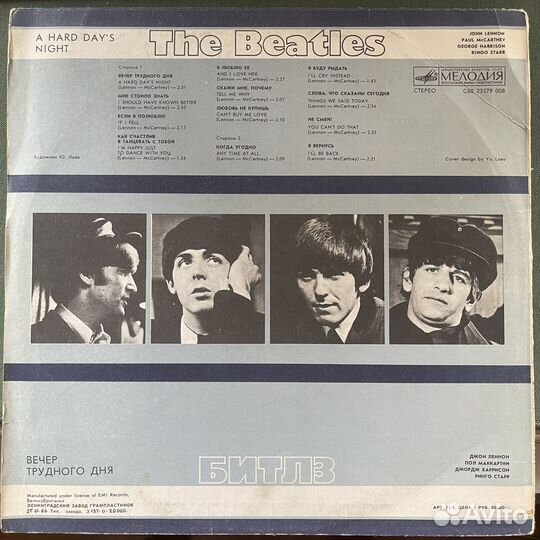 A HARD DAY'S
NIGHT
The Beatles
JOHN LENNON
PAUL McCARTNEY
GEORGE HARRISON
RINGO STARR
Сторона 1
ВЕЧЕР ТРУДНОГО ДНЯ
A HARD DAY'S NIGHT
(Lennon — McCartney) — 2.31
МНЕ СТОИЛО ЗНАТЬ
I SHOULD HAVE KNOWN BETTER
(Lennon — McCartney) — 2.42
ЕСЛИ Я ПОЛЮБЛЮ
IF I FELL
(Lennon — McCartney) — 2.17
КАК СЧАСТЛИВ
Я ТАНЦЕВАТЬ С ТОБОЙ
I'M HAPPY JUST
TO DANCE WITH YOU
(Lennon — McCartney) — 1.54
Я ЛЮБЛЮ ЕЕ
AND I LOVE HER
(Lennon — McCartney) — 2.27
СКАЖИ МНЕ, ПОЧЕМУ
TELL ME WHY
(Lennon — McCartney) — 2.07
ЛЮБОВЬ НЕ КУПИШЬ
CAN'T BUY ME LOVE
(Lennon — McCartney) — 2.10
Сторона 2
КОГДА УГОДНО
ANY TIME AT ALL
(Lennon — McCartney) — 2.09
Я БУДУ РЫДАТЬ
I'LL CRY INSTEAD
(Lennon — McCartney) — 1.43
СЛОВА, ЧТО СКАЗАНЫ СЕГОДНЯ
THINGS WE SAID TODAY
(Lennon — McCartney) — 2.34
НЕ СМЕЙ!
YOU CAN'T DO THAT
(Lennon — McCartney) — 2.33
Я ВЕРНУСЬ
I'LL BE BACK
(Lennon — McCartney) — 2.21
МЕЛОДИЯ
СТЕРЕО
С60 23579 008
Художник Ю. Лоев
Cover design by Yu. Loev
ВЕЧЕР
ТРУДНОГО ДНЯ
БИТЛЗ
ДЖОН ЛЕННОН
ПОЛ МАККАРТНИ
ДЖОРДЖ ХАРРИСОН
РИНГО СТАРР
Manufactured under license of EMI Records,
Великобритания
ЛЕНИНГРАДСКИЙ ЗАВОД ГРАМПЛАСТИНОК
Тип. завода.
Avito